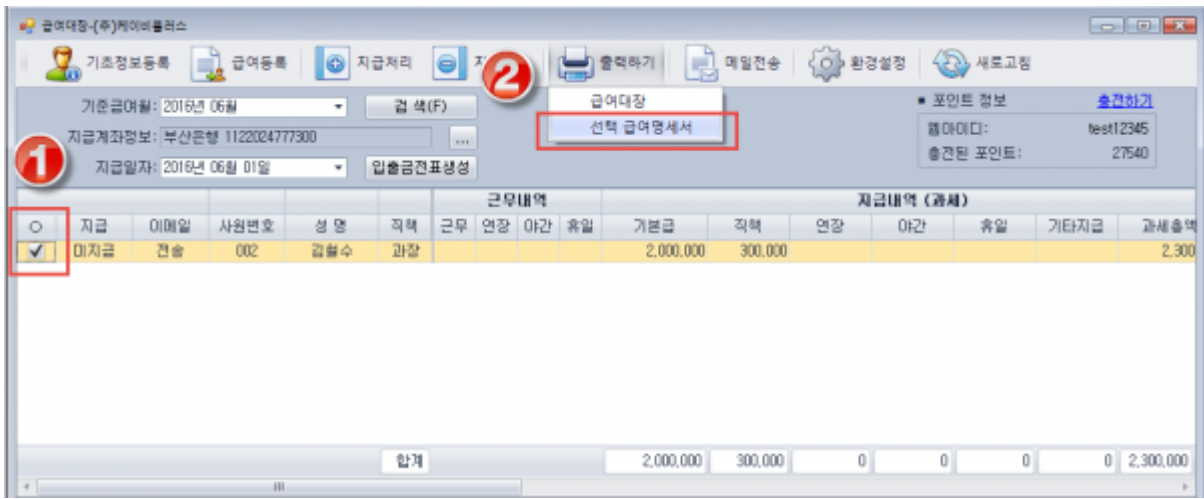 급여대장-(주)케이비플러스
기초정보등록 급여등록 지급처리 지 2 출력하기 메일전송 환경설정 새로고침
급여대장
선택 급여명세서
기준급여월: 2016년 06월 검 색(F)
지급계좌정보: 부산은행 1122024777300 ...
1 지급일자: 2016년 06월 01일 입출금전표생성
■ 포인트 정보 충전하기
웹아이디: test12345
충전된 포인트: 27540
근무내역 지급내역 (과세)
지급 이메일 사원번호 성 명 직책 근무 연장 야간 휴일 기본급 직책 연장 야간 휴일 기타지급 과세총액
미지급 전송 002 김철수 과장 2,000,000 300,000 2,300
합계 2,000,000 300,000 0 0 0 0 2,300,000